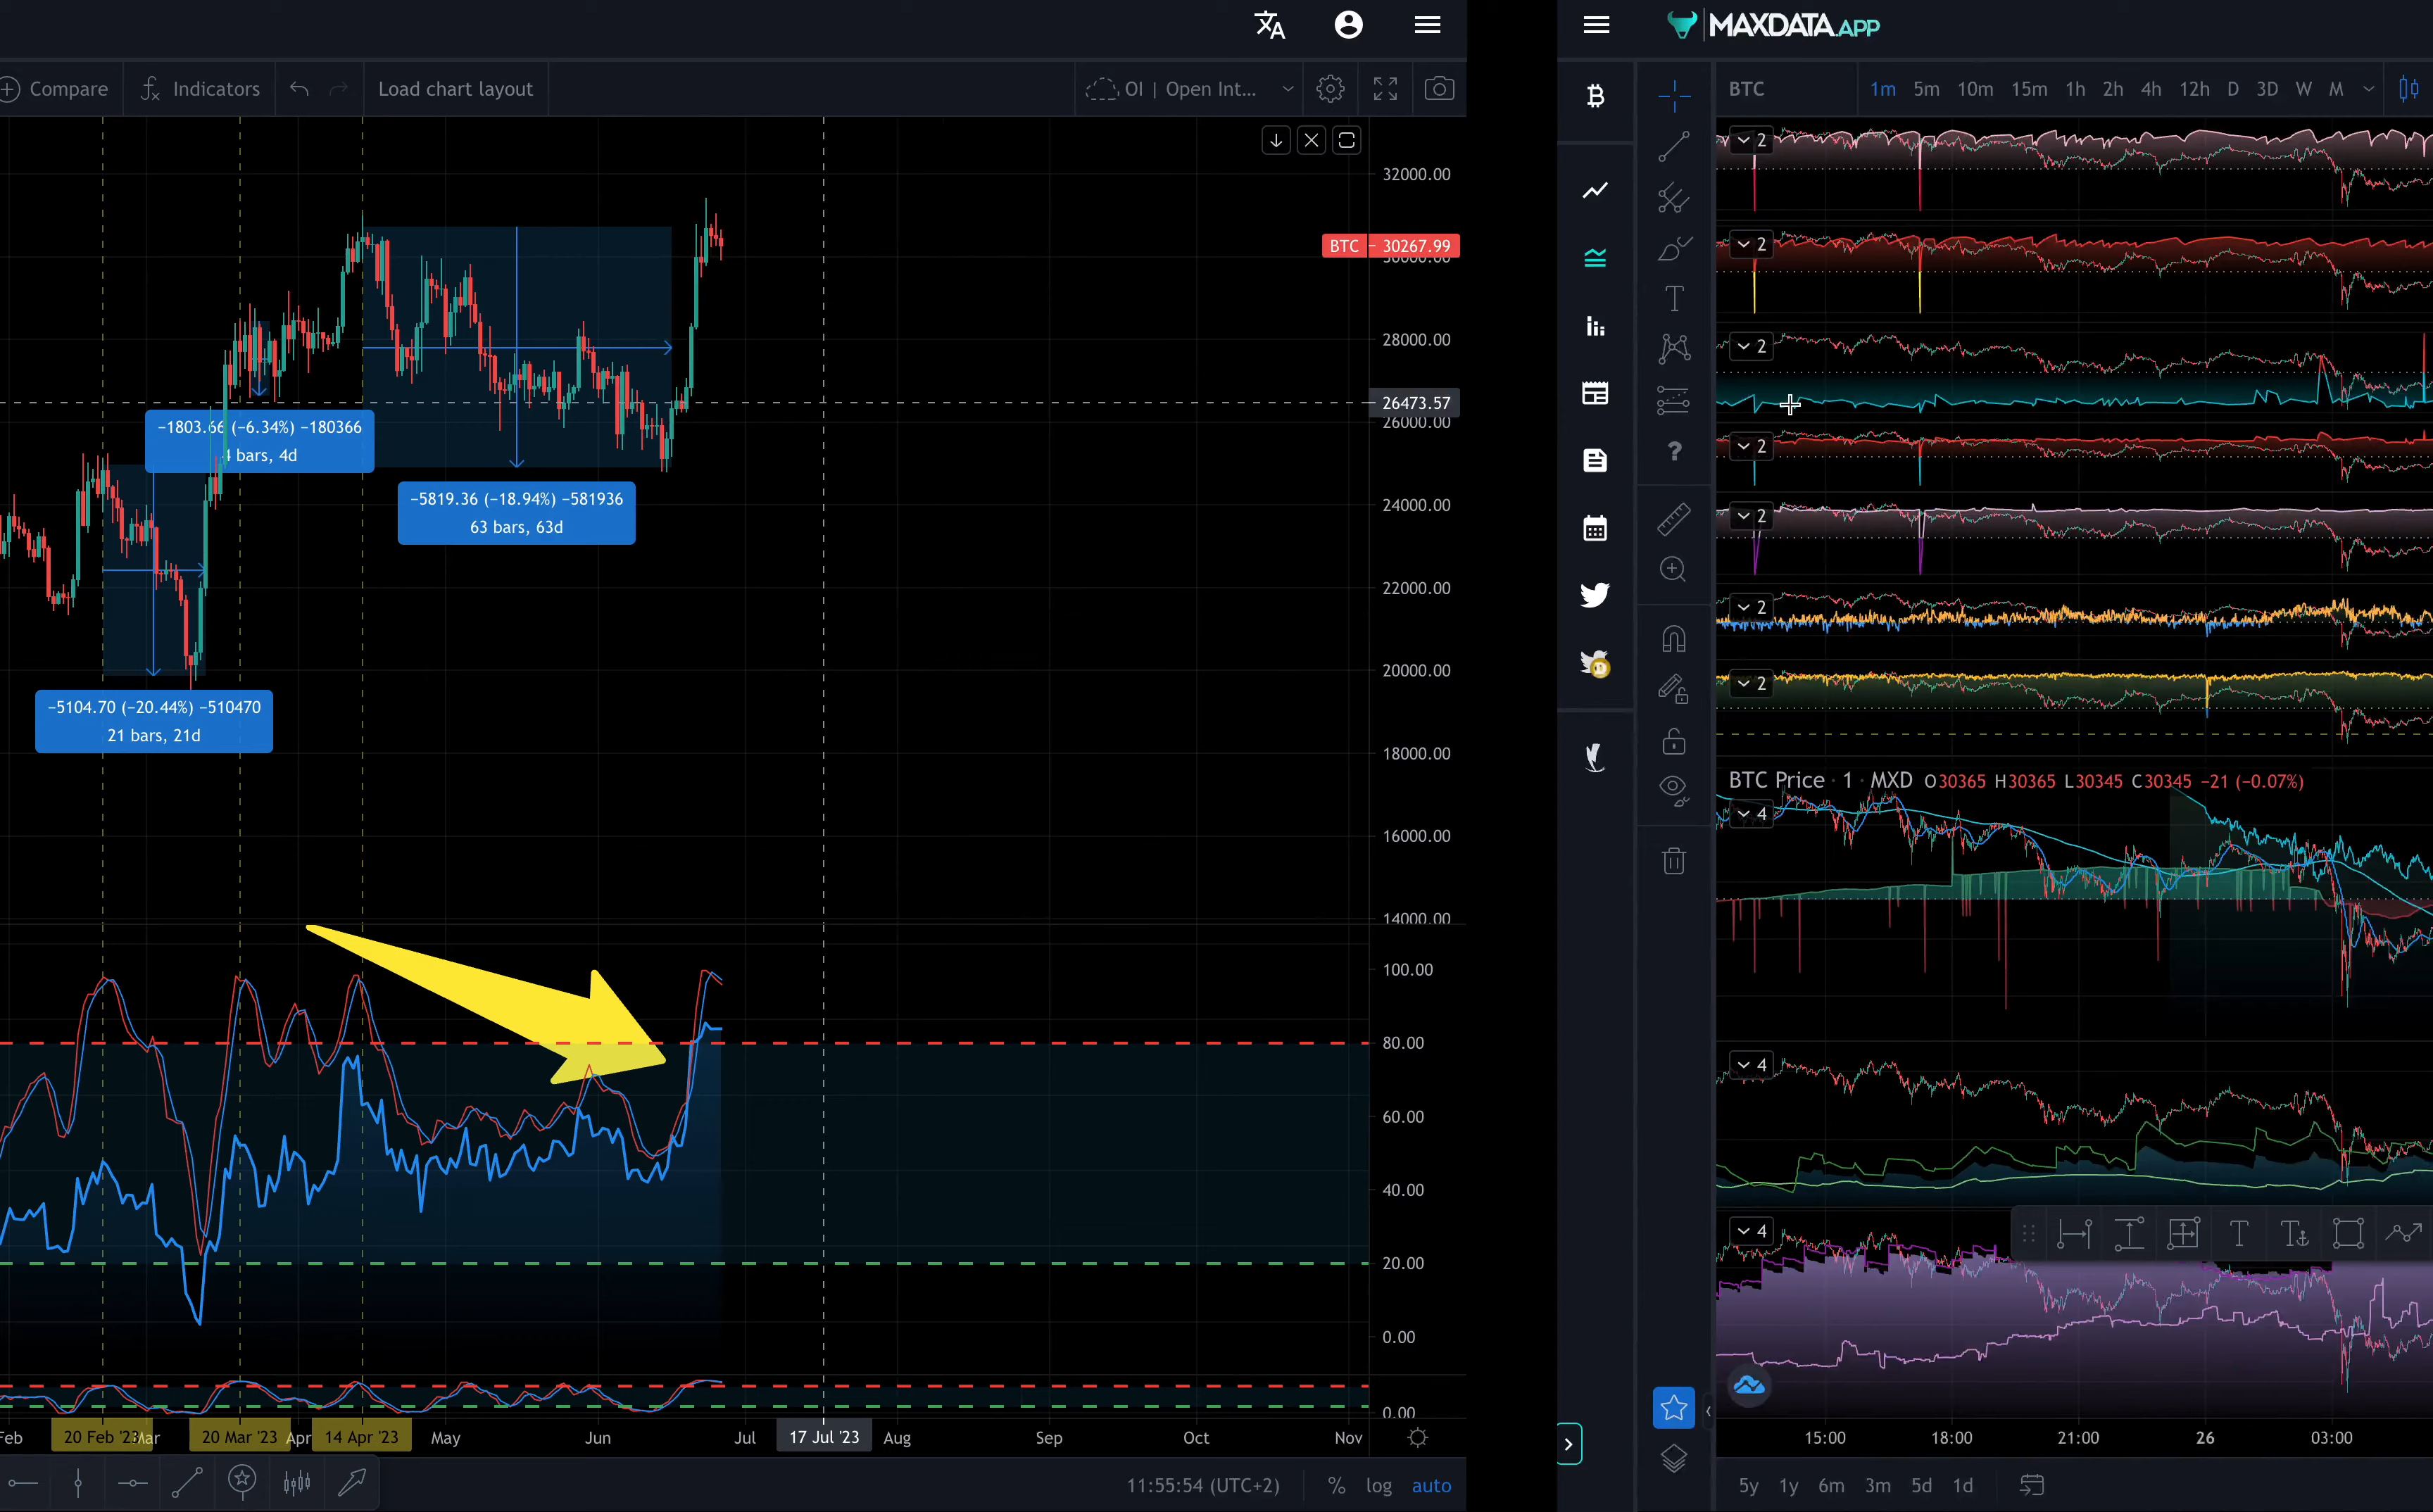 MAXDATA.APP
Compare
Indicators
Load chart layout
OI | Open Int...
BTC
1m 5m 10m 15m 1h 2h 4h 12h D 3D W M
32000.00
BTC 30267.99
28000.00
26473.57
26000.00
24000.00
22000.00
20000.00
18000.00
16000.00
14000.00
−1803.66 (−6.34%) −180366
4 bars, 4d
−5819.36 (−18.94%) −581936
63 bars, 63d
−5104.70 (−20.44%) −510470
21 bars, 21d
100.00
80.00
60.00
40.00
20.00
0.00
0.00
Feb 20 Feb '23 Mar 20 Mar '23 Apr 14 Apr '23 May Jun Jul 17 Jul '23 Aug Sep Oct Nov
11:55:54 (UTC+2) % log auto
2
2
2
2
2
2
2
BTC Price · 1 · MXD O30365 H30365 L30345 C30345 −21 (−0.07%)
4
4
4
15:00 18:00 21:00 26 03:00
5y 1y 6m 3m 5d 1d